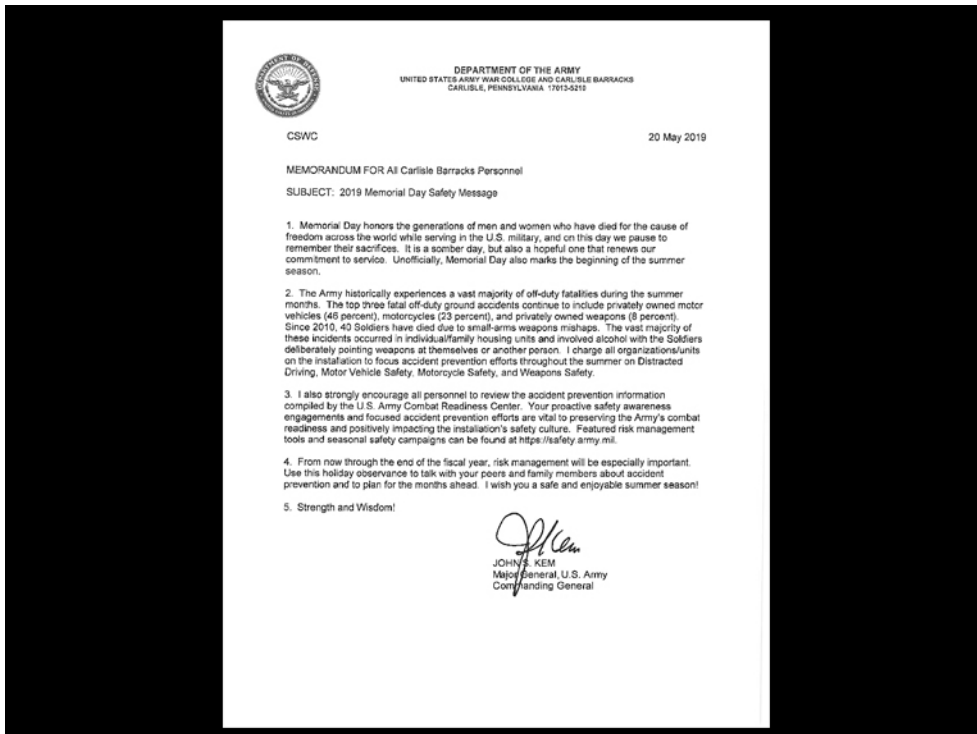 DEPARTMENT OF THE ARMY
UNITED STATES ARMY WAR COLLEGE AND CARLISLE BARRACKS
CARLISLE, PENNSYLVANIA 17013-5210
CSWC 20 May 2019
MEMORANDUM FOR All Carlisle Barracks Personnel
SUBJECT: 2019 Memorial Day Safety Message
1. Memorial Day honors the generations of men and women who have died for the cause of
freedom across the world while serving in the U.S. military, and on this day we pause to
remember their sacrifices. It is a somber day, but also a hopeful one that renews our
commitment to service. Unofficially, Memorial Day also marks the beginning of the summer
season.
2. The Army historically experiences a vast majority of off-duty fatalities during the summer
months. The top three fatal off-duty ground accidents continue to include privately owned motor
vehicles (46 percent), motorcycles (23 percent), and privately owned weapons (8 percent).
Since 2010, 40 Soldiers have died due to small-arms weapons mishaps. The vast majority of
these incidents occurred in individual/family housing units and involved alcohol with the Soldiers
deliberately pointing weapons at themselves or another person. I charge all organizations/units
on the installation to focus accident prevention efforts throughout the summer on Distracted
Driving, Motor Vehicle Safety, Motorcycle Safety, and Weapons Safety.
3. I also strongly encourage all personnel to review the accident prevention information
compiled by the U.S. Army Combat Readiness Center. Your proactive safety awareness
engagements and focused accident prevention efforts are vital to preserving the Army's combat
readiness and positively impacting the installation's safety culture. Featured risk management
tools and seasonal safety campaigns can be found at https://safety.army.mil.
4. From now through the end of the fiscal year, risk management will be especially important.
Use this holiday observance to talk with your peers and family members about accident
prevention and to plan for the months ahead. I wish you a safe and enjoyable summer season!
5. Strength and Wisdom!
JOHN S. KEM
Major General, U.S. Army
Commanding General